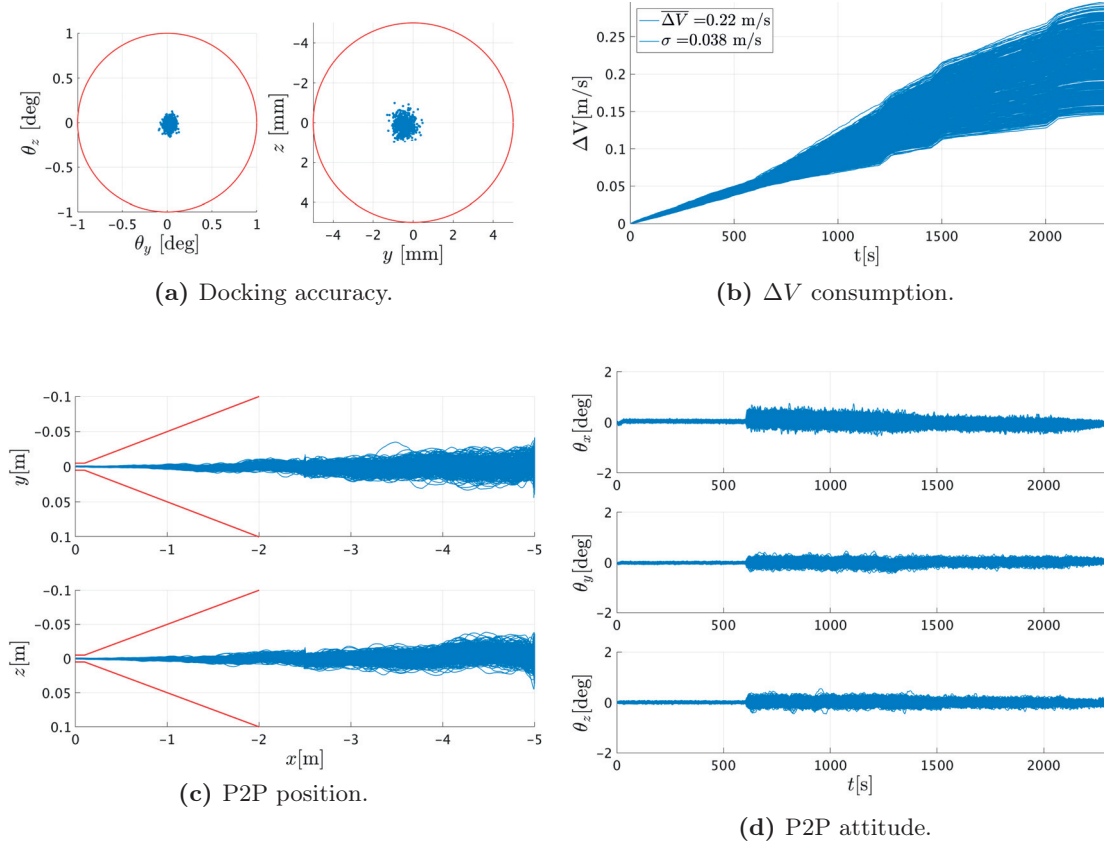 1
0.5
0
−0.5
−1
θz [deg]
−1 −0.5 0 0.5 1
θy [deg]
−4
−2
0
2
4
z [mm]
−4 −2 0 2 4
y [mm]
(a) Docking accuracy.
0.25
0.2
0.15
0.1
0.05
0
ΔV[m/s]
ΔV̅ =0.22 m/s
σ =0.038 m/s
0 500 1000 1500 2000
t[s]
(b) ΔV consumption.
−0.1
−0.05
0
0.05
0.1
y[m]
0 −1 −2 −3 −4 −5
−0.1
−0.05
0
0.05
0.1
z[m]
0 −1 −2 −3 −4 −5
x[m]
(c) P2P position.
2
0
−2
θx[deg]
0 500 1000 1500 2000
2
0
−2
θy[deg]
0 500 1000 1500 2000
2
0
−2
θz[deg]
0 500 1000 1500 2000
t[s]
(d) P2P attitude.